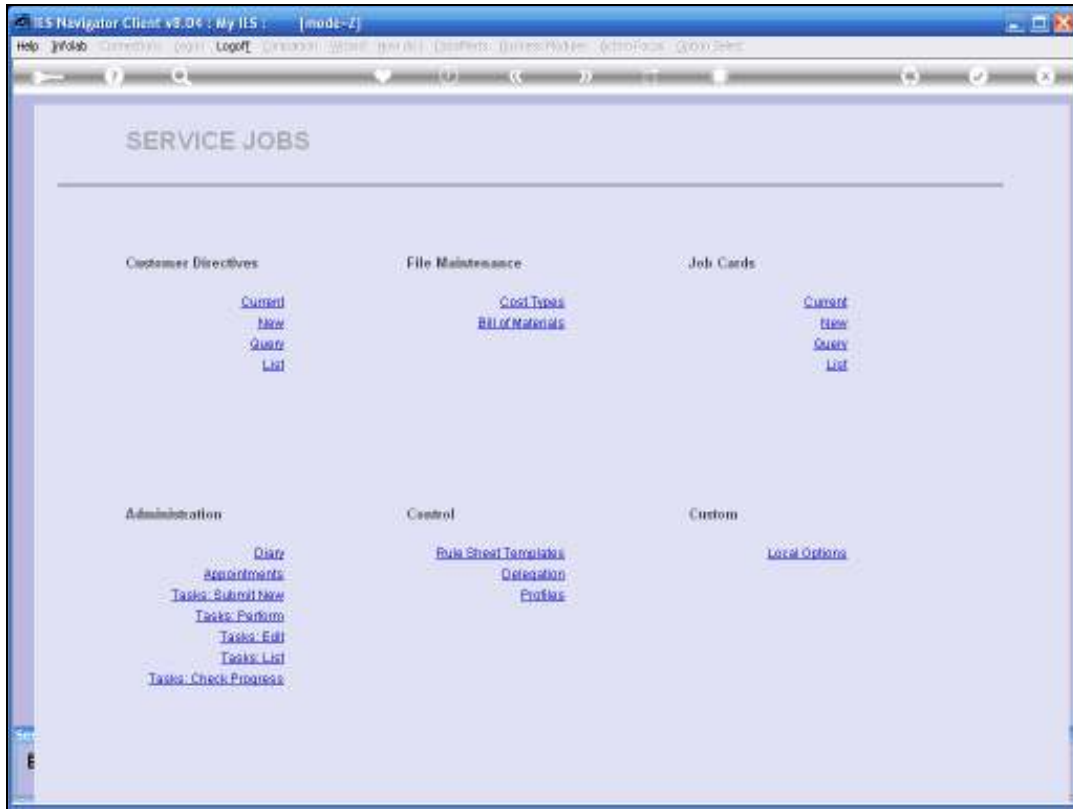 IES Navigator Client v8.04 : My IES : [mode=Z]
Help Infolab Logoff
SERVICE JOBS
Customer Directives File Maintenance Job Cards
Current Cost Types Current
New Bill of Materials New
Query Query
List List
Administration Control Custom
Diary Rule Sheet Templates Local Options
Appointments Delegation
Tasks: Submit New Profiles
Tasks: Perform
Tasks: Edit
Tasks: List
Tasks: Check Progress